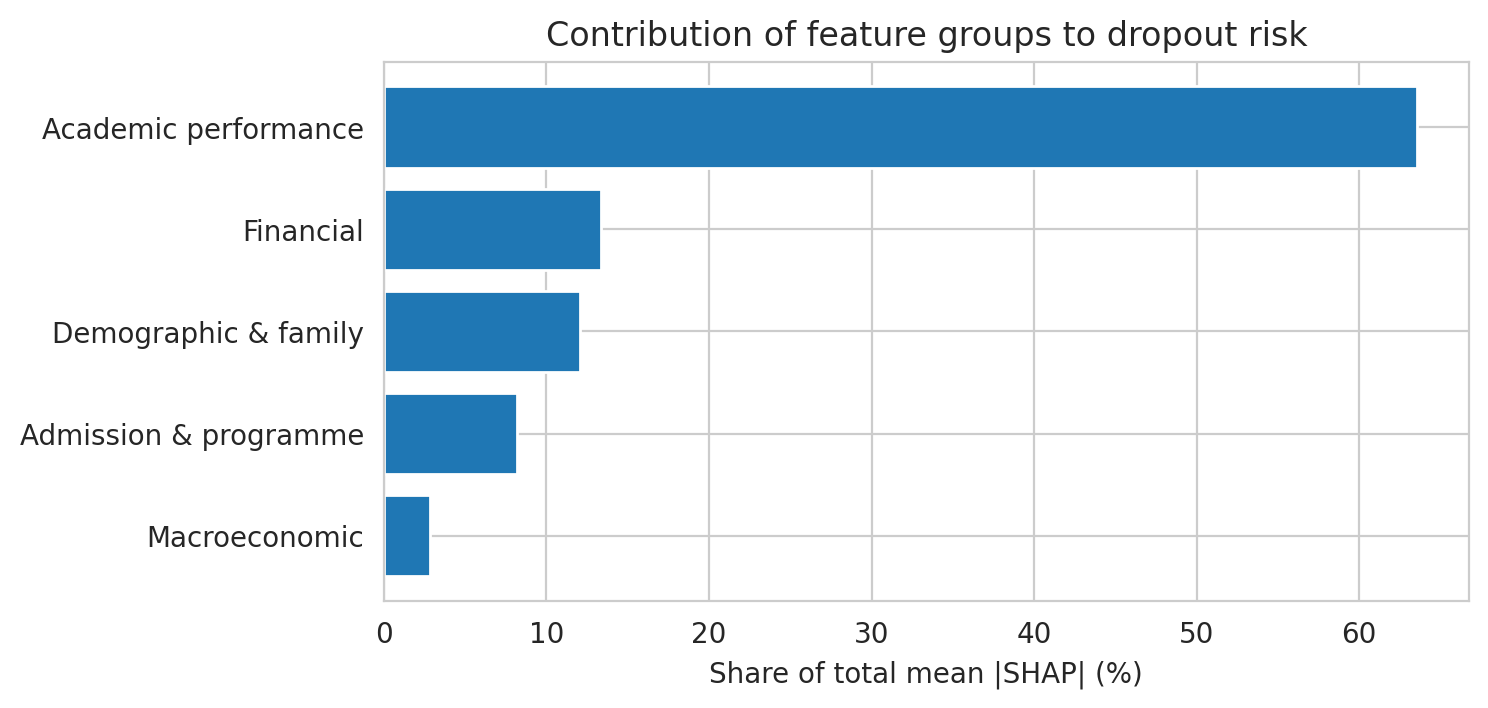 Contribution of feature groups to dropout risk
Academic performance
Financial
Demographic & family
Admission & programme
Macroeconomic
0 10 20 30 40 50 60
Share of total mean |SHAP| (%)